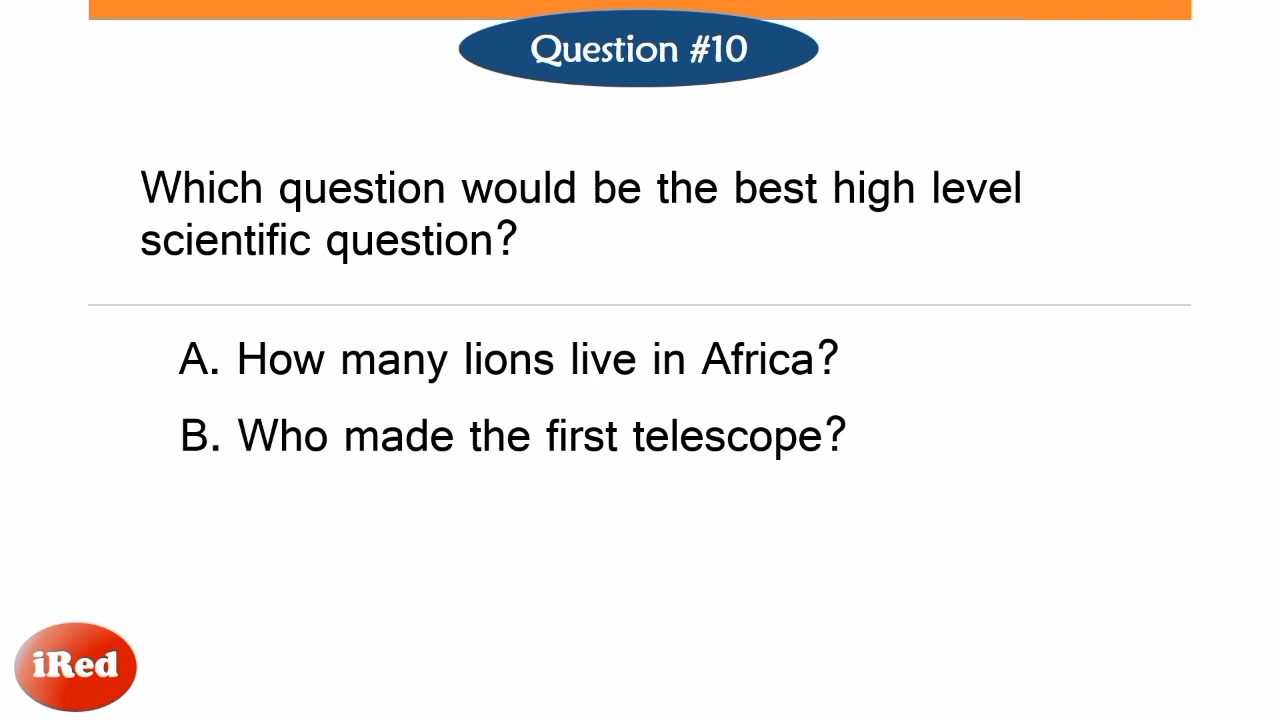 Question #10
Which question would be the best high level
scientific question?
A. How many lions live in Africa?
B. Who made the first telescope?
iRed